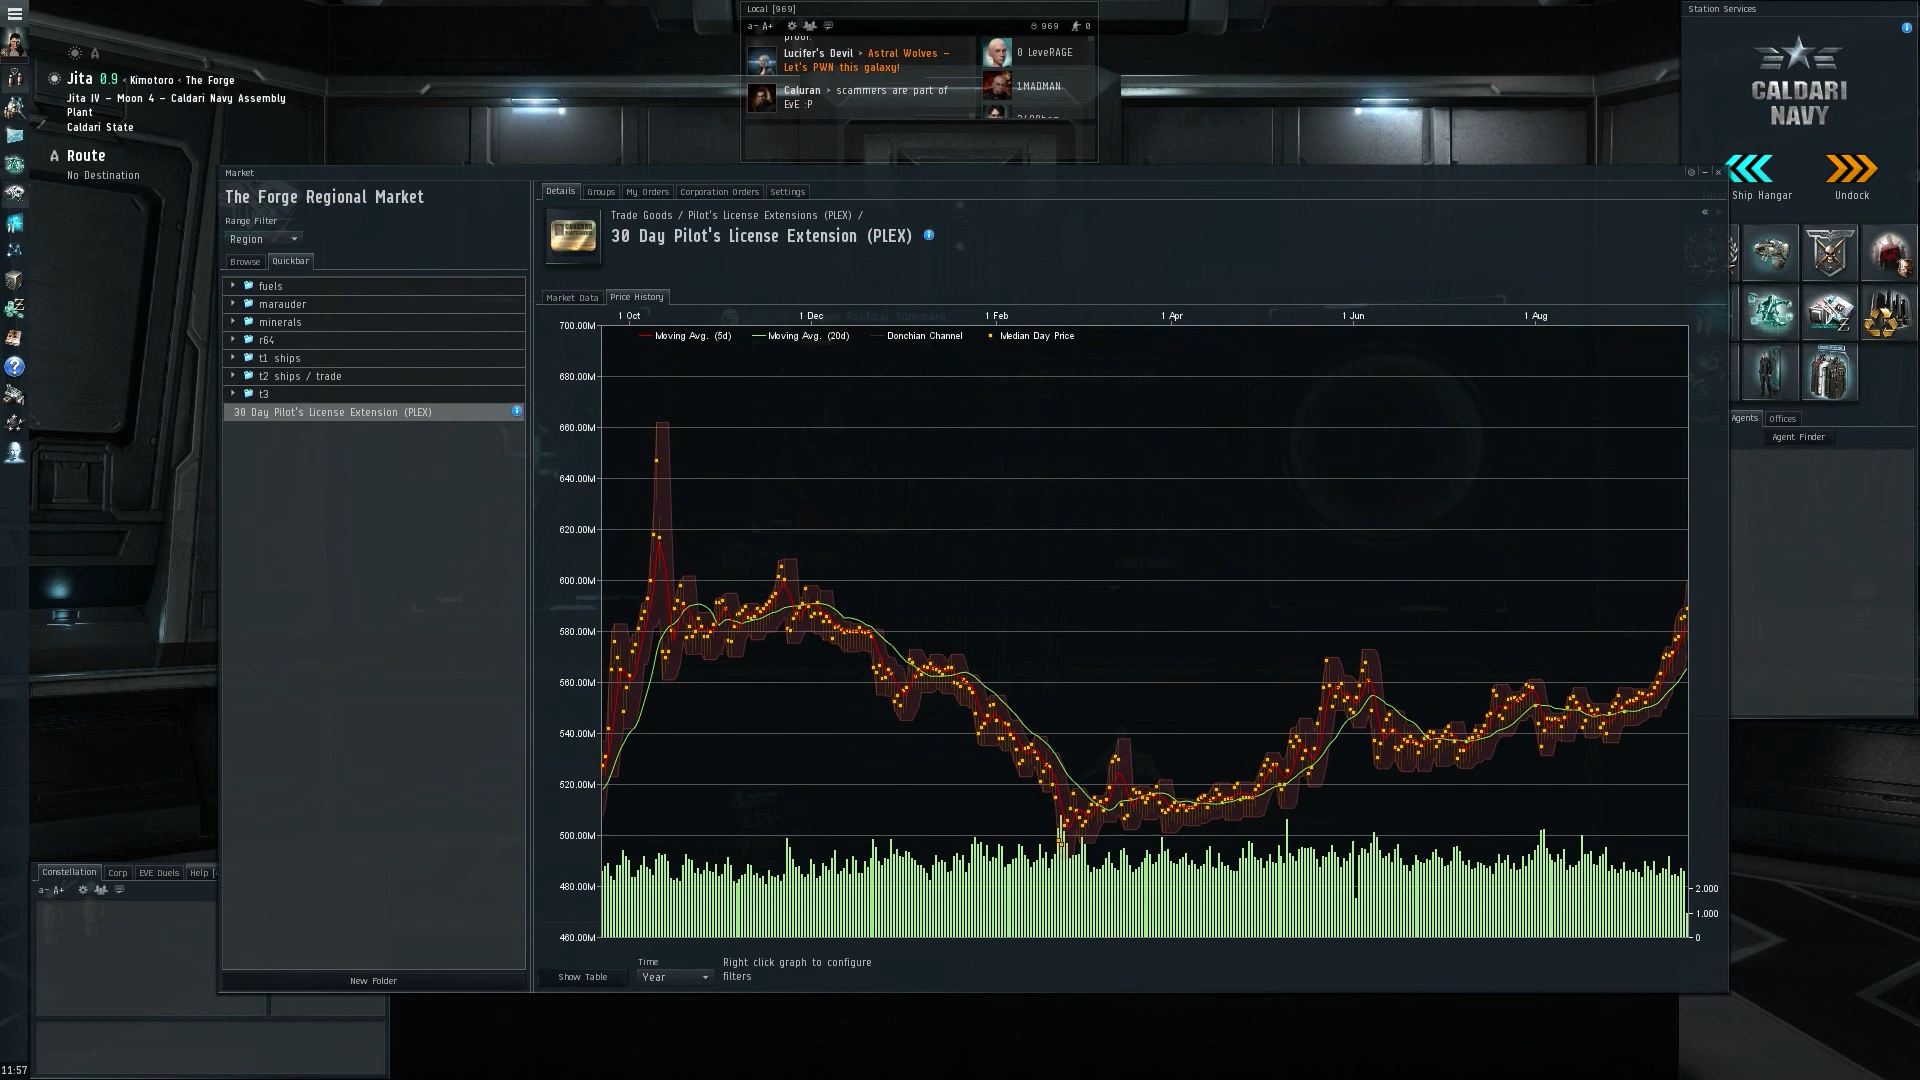 Local [969]
a- A+
969
0
proof.
Lucifer's Devil > Astral Wolves –
Let's PWN this galaxy!
Caluran > scammers are part of
EvE :P
0 LeveRAGE
1MADMAN
Station Services
CALDARI
NAVY
Ship Hangar
Undock
Agents
Offices
Agent Finder
A
Jita 0.9 < Kimotoro < The Forge
Jita IV – Moon 4 – Caldari Navy Assembly
Plant
Caldari State
A Route
No Destination
Market
The Forge Regional Market
Range Filter
Region
Browse
Quickbar
fuels
marauder
minerals
r64
t1 ships
t2 ships / trade
t3
30 Day Pilot's License Extension (PLEX)
New Folder
Details
Groups
My Orders
Corporation Orders
Settings
Trade Goods / Pilot's License Extensions (PLEX) /
30 Day Pilot's License Extension (PLEX)
Market Data
Price History
1 Oct
1 Dec
1 Feb
1 Apr
1 Jun
1 Aug
Moving Avg. (5d)
Moving Avg. (20d)
Donchian Channel
Median Day Price
700.00M
680.00M
660.00M
640.00M
620.00M
600.00M
580.00M
560.00M
540.00M
520.00M
500.00M
480.00M
460.00M
2.000
1.000
0
Show Table
Time
Year
Right click graph to configure
filters
Constellation
Corp
EVE Duels
Help [
a- A+
11:57